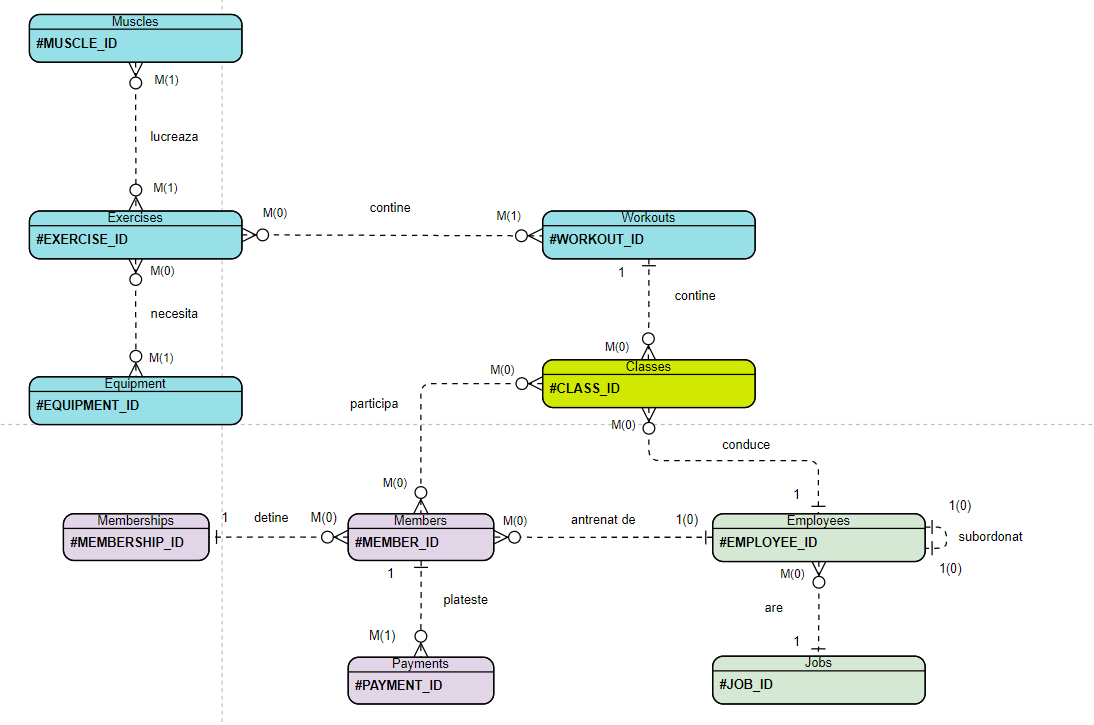 Muscles
#MUSCLE_ID
M(1)
lucreaza
M(1)
Exercises
#EXERCISE_ID
M(0)
contine
M(1)
Workouts
#WORKOUT_ID
M(0)
necesita
M(1)
Equipment
#EQUIPMENT_ID
1
contine
M(0)
Classes
#CLASS_ID
M(0)
participa
M(0)
M(0)
conduce
1
Memberships
#MEMBERSHIP_ID
1
detine
M(0)
Members
#MEMBER_ID
M(0)
antrenat de
1(0)
Employees
#EMPLOYEE_ID
1(0)
subordonat
1(0)
1
plateste
M(1)
Payments
#PAYMENT_ID
M(0)
are
1
Jobs
#JOB_ID